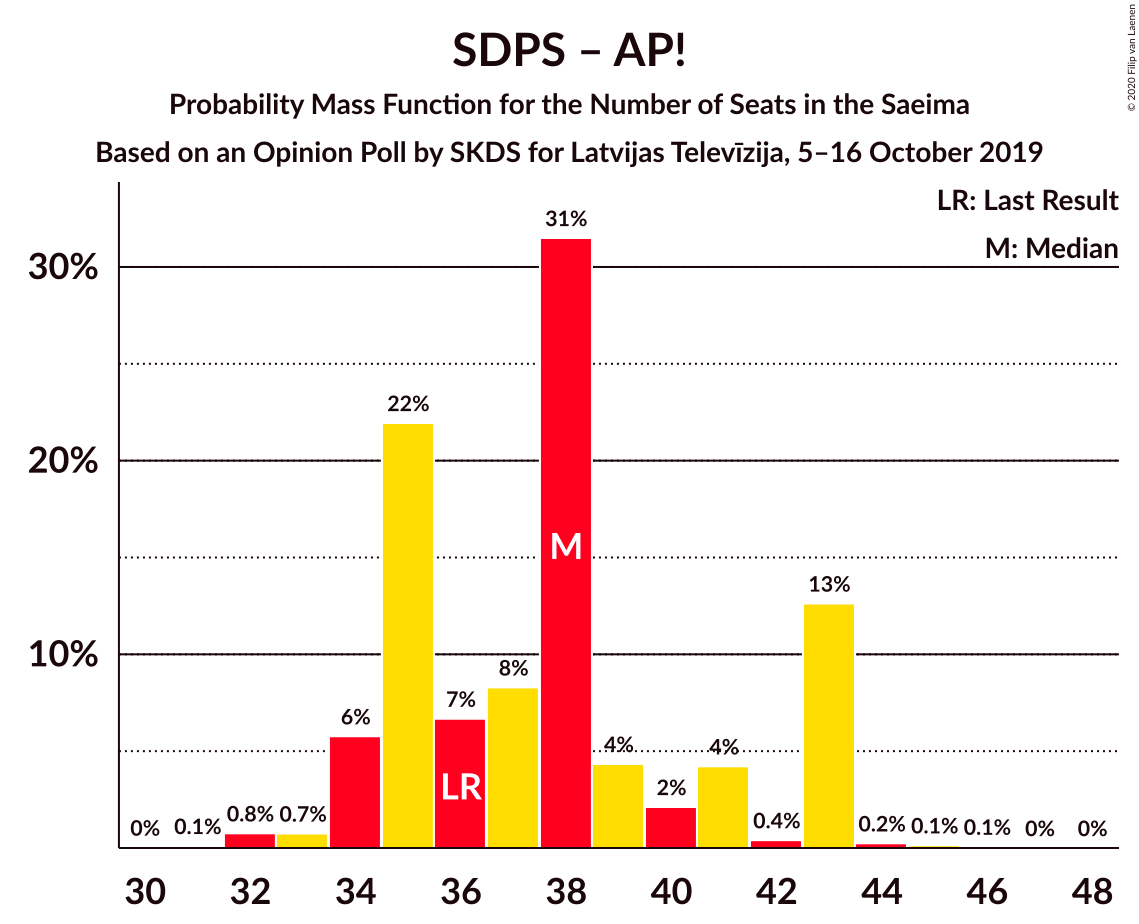 SDPS – AP!
Probability Mass Function for the Number of Seats in the Saeima
Based on an Opinion Poll by SKDS for Latvijas Televīzija, 5–16 October 2019
© 2020 Filip van Laenen
LR: Last Result
M: Median
30%
20%
10%
0%
0.1%
0.8%
0.7%
6%
22%
7%
8%
31%
4%
2%
4%
0.4%
13%
0.2%
0.1%
0.1%
0%
0%
LR
M
30 32 34 36 38 40 42 44 46 48